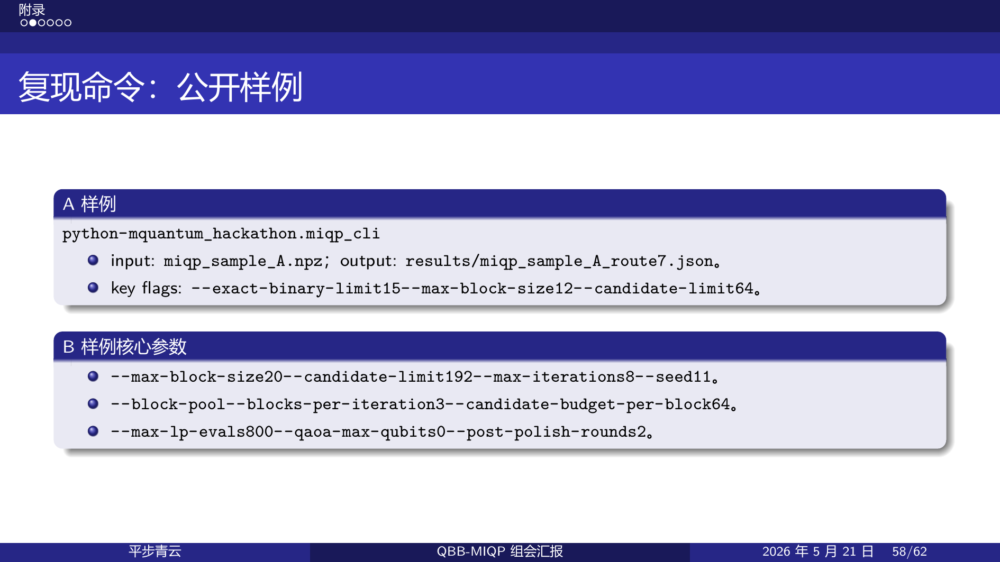 附录
复现命令：公开样例
A 样例
python-mquantum_hackathon.miqp_cli
input: miqp_sample_A.npz；output: results/miqp_sample_A_route7.json。
key flags: --exact-binary-limit15--max-block-size12--candidate-limit64。
B 样例核心参数
--max-block-size20--candidate-limit192--max-iterations8--seed11。
--block-pool--blocks-per-iteration3--candidate-budget-per-block64。
--max-lp-evals800--qaoa-max-qubits0--post-polish-rounds2。
平步青云 QBB-MIQP 组会汇报 2026 年 5 月 21 日 58/62